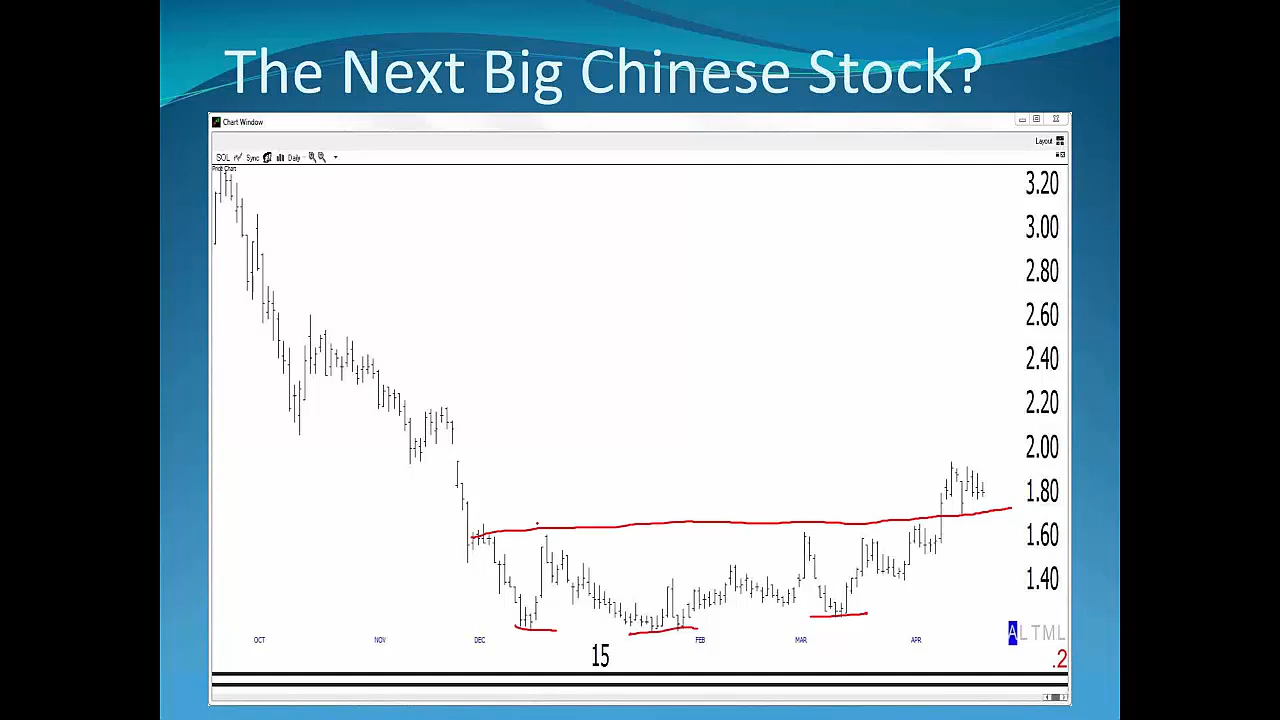 The Next Big Chinese Stock?
Chart Window
Layout
SOL Sync Daily
Price Chart
3.20
3.00
2.80
2.60
2.40
2.20
2.00
1.80
1.60
1.40
ALTML
OCT NOV DEC FEB MAR APR
15
.2